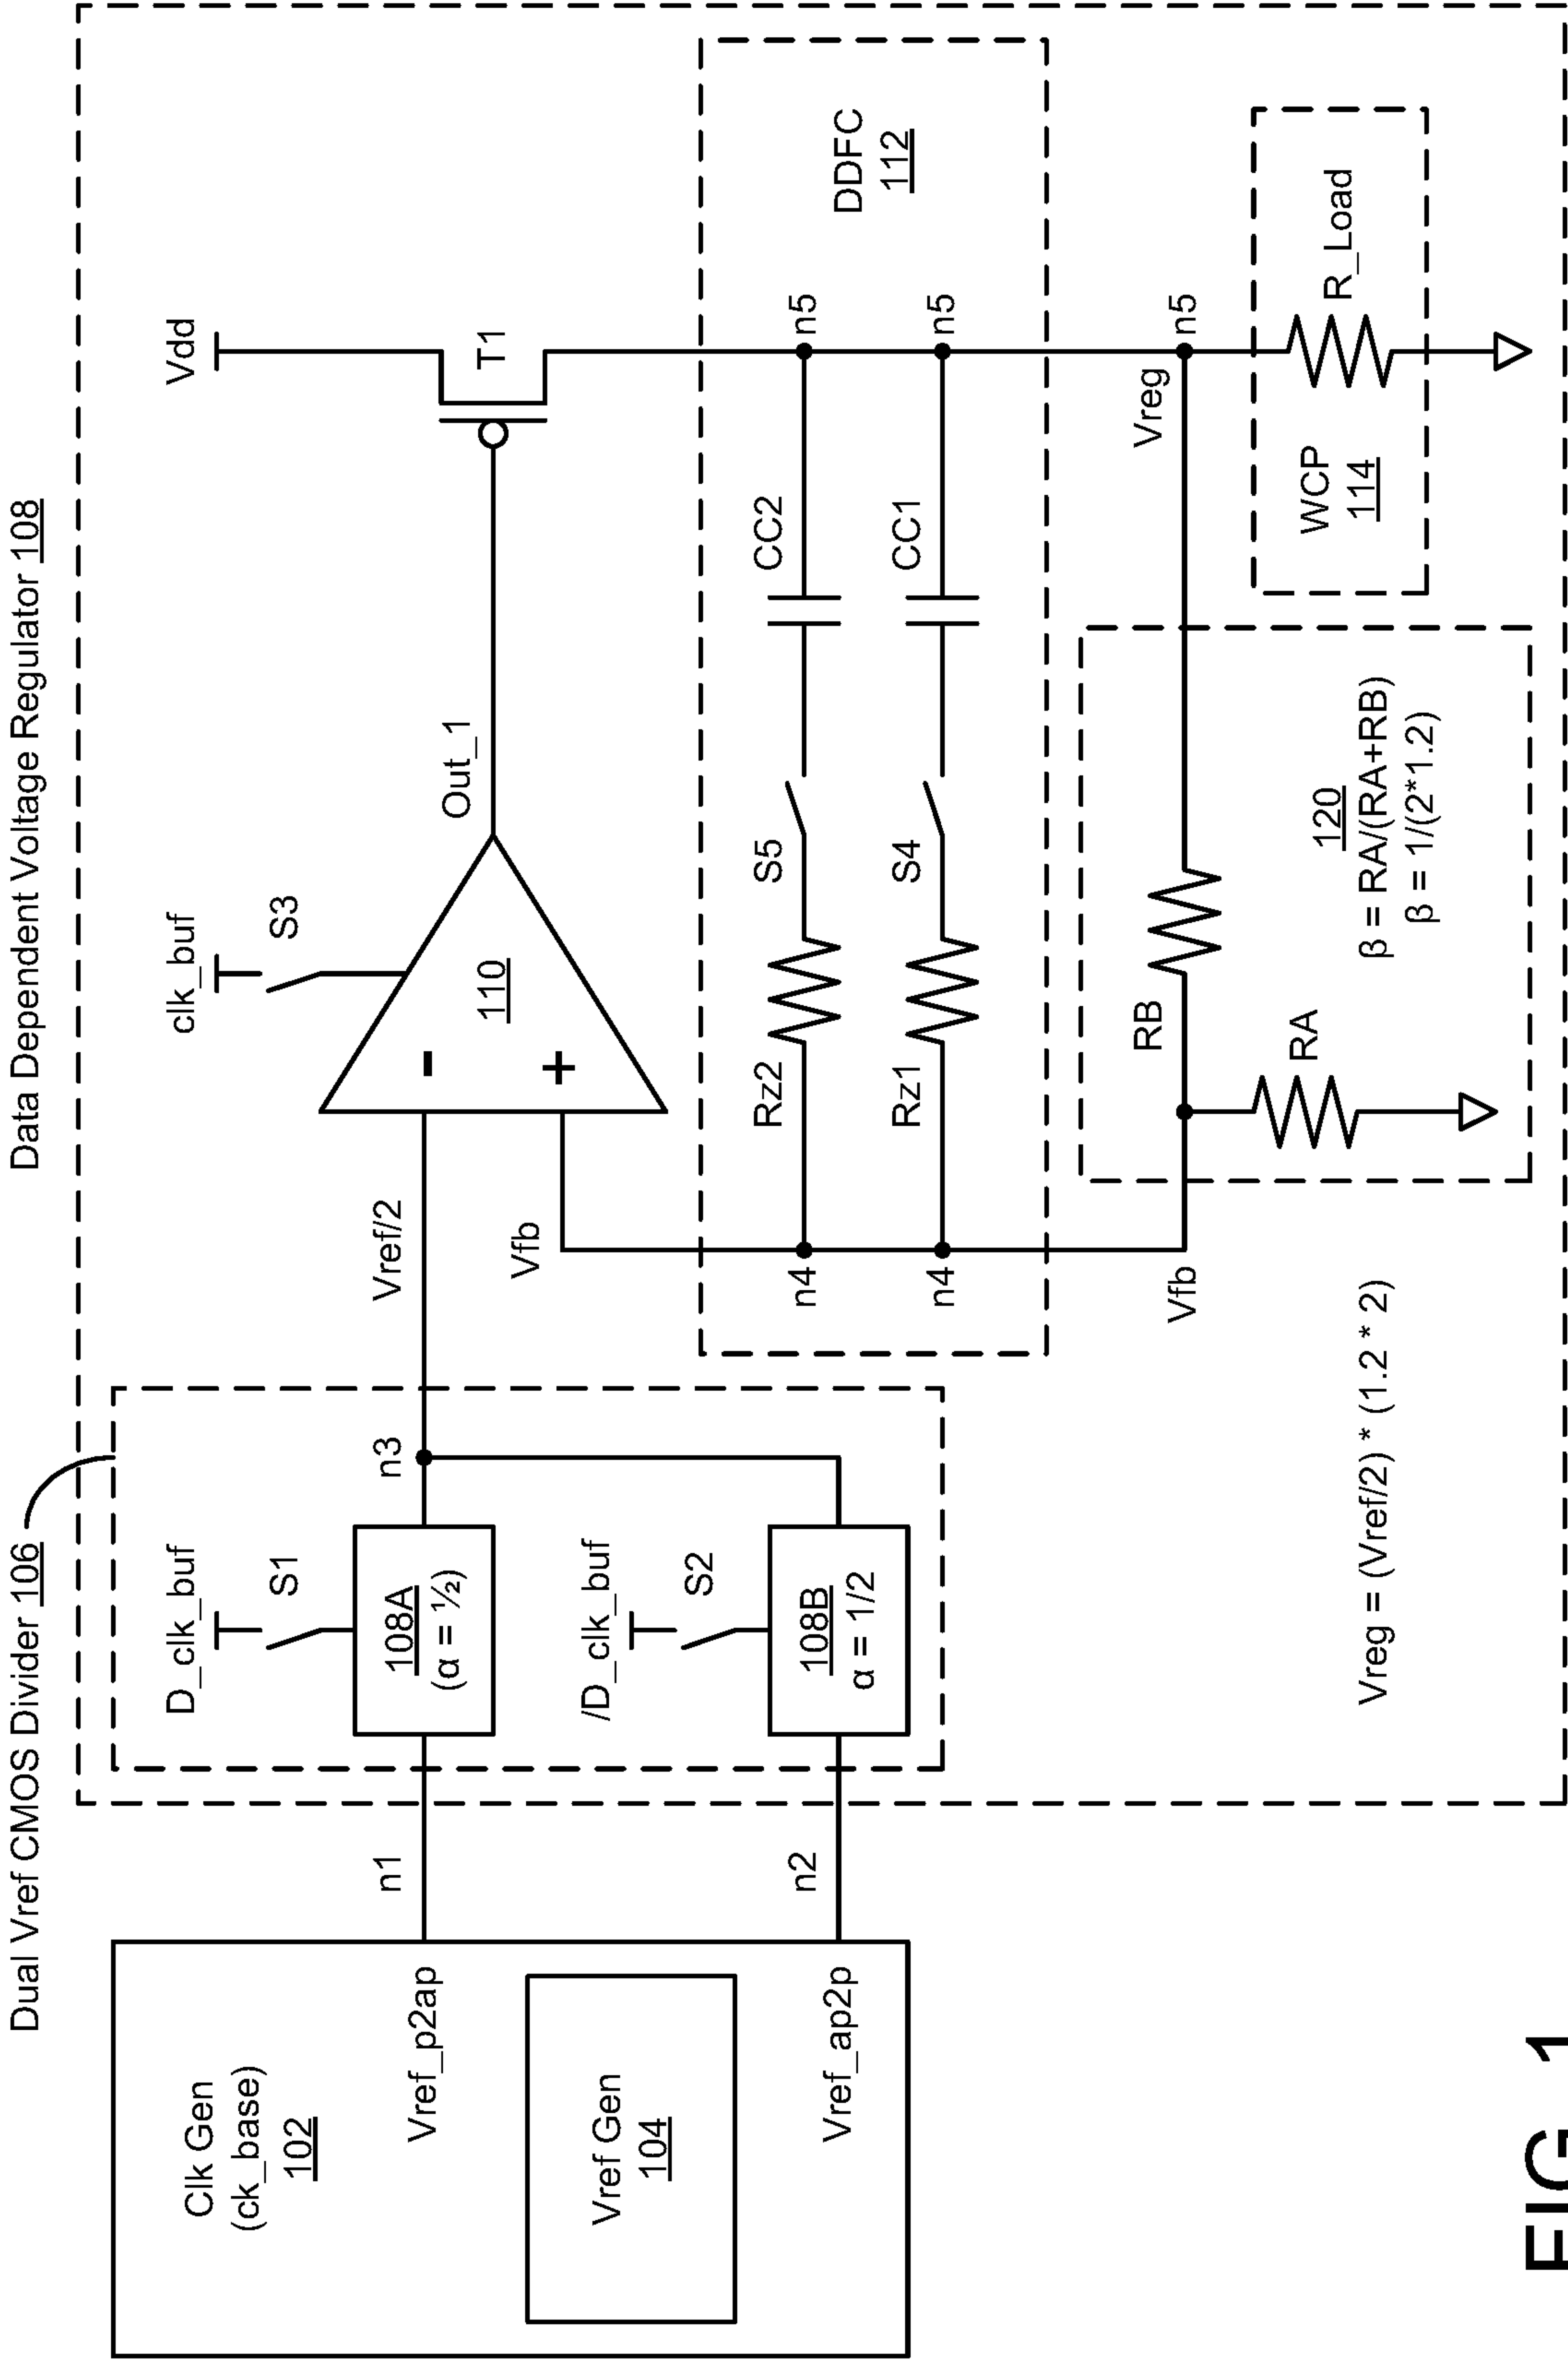 Dual Vref CMOS Divider 106
Data Dependent Voltage Regulator 108
Clk Gen
(ck_base)
102
Vref_p2ap
Vref Gen
104
Vref_ap2p
n1
n2
D_clk_buf
S1
108A
(α = ½)
/D_clk_buf
S2
108B
α = 1/2
n3
Vref/2
Vfb
clk_buf
S3
-
+
110
Out_1
Vdd
T1
DDFC
112
n4
Rz2
S5
CC2
n5
n4
Rz1
S4
CC1
n5
Vfb
RB
RA
120
β = RA/(RA+RB)
β = 1/(2*1.2)
Vreg
n5
WCP
114
R_Load
Vreg = (Vref/2) * (1.2 * 2)
FIG. 1